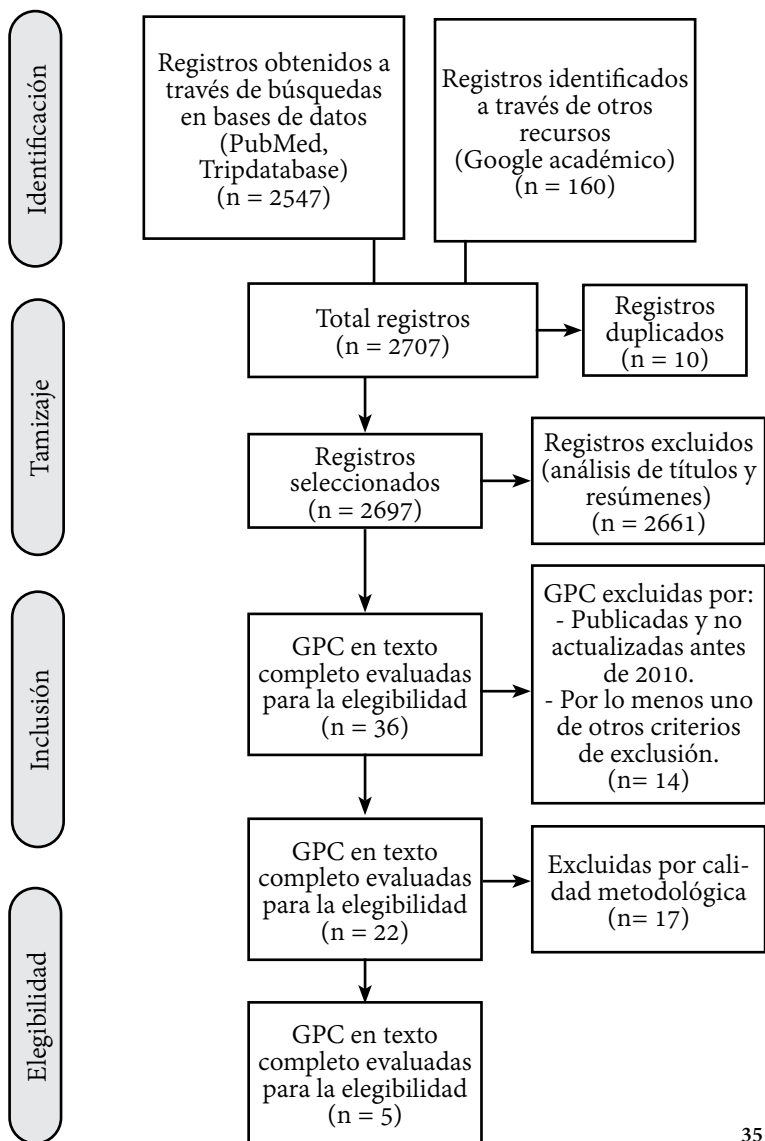 Identificación
Registros obtenidos a
través de búsquedas
en bases de datos
(PubMed,
Tripdatabase)
(n = 2547)
Registros identificados
a través de otros
recursos
(Google académico)
(n = 160)
Tamizaje
Total registros
(n = 2707)
Registros
duplicados
(n = 10)
Registros
seleccionados
(n = 2697)
Registros excluidos
(análisis de títulos y
resúmenes)
(n = 2661)
Inclusión
GPC en texto
completo evaluadas
para la elegibilidad
(n = 36)
GPC excluidas por:
- Publicadas y no
actualizadas antes
de 2010.
- Por lo menos uno
de otros criterios
de exclusión.
(n= 14)
GPC en texto
completo evaluadas
para la elegibilidad
(n = 22)
Excluidas por cali-
dad metodológica
(n= 17)
Elegibilidad
GPC en texto
completo evaluadas
para la elegibilidad
(n = 5)
35